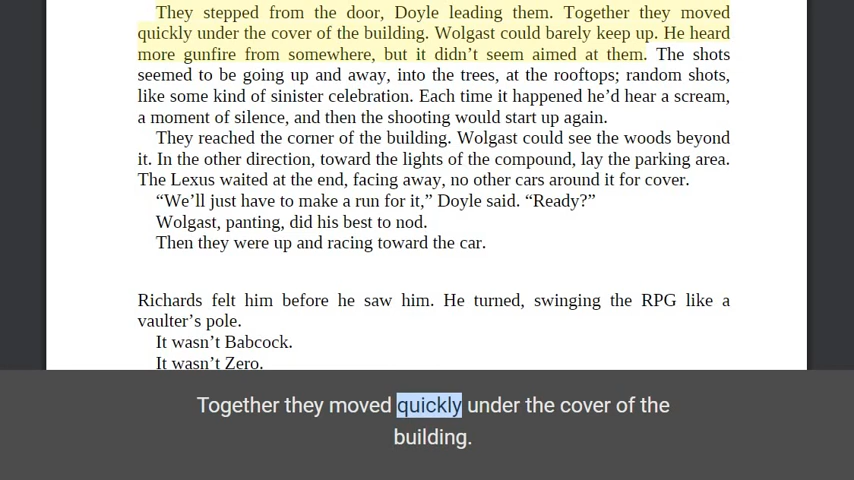 They stepped from the door, Doyle leading them. Together they moved
quickly under the cover of the building. Wolgast could barely keep up. He heard
more gunfire from somewhere, but it didn’t seem aimed at them. The shots
seemed to be going up and away, into the trees, at the rooftops; random shots,
like some kind of sinister celebration. Each time it happened he’d hear a scream,
a moment of silence, and then the shooting would start up again.
They reached the corner of the building. Wolgast could see the woods beyond
it. In the other direction, toward the lights of the compound, lay the parking area.
The Lexus waited at the end, facing away, no other cars around it for cover.
“We’ll just have to make a run for it,” Doyle said. “Ready?”
Wolgast, panting, did his best to nod.
Then they were up and racing toward the car.
Richards felt him before he saw him. He turned, swinging the RPG like a
vaulter’s pole.
It wasn’t Babcock.
It wasn’t Zero.
Together they moved quickly under the cover of the
building.